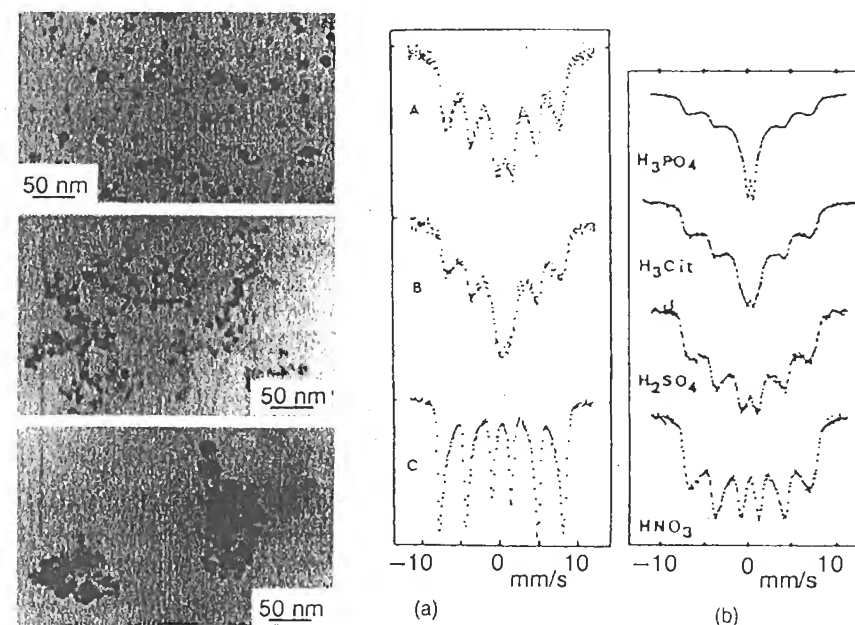 50 nm
50 nm
50 nm
A
B
C
−10 0 10
mm/s
(a)
H₃PO₄
H₃Cit
H₂SO₄
HNO₃
−10 0 10
mm/s
(b)